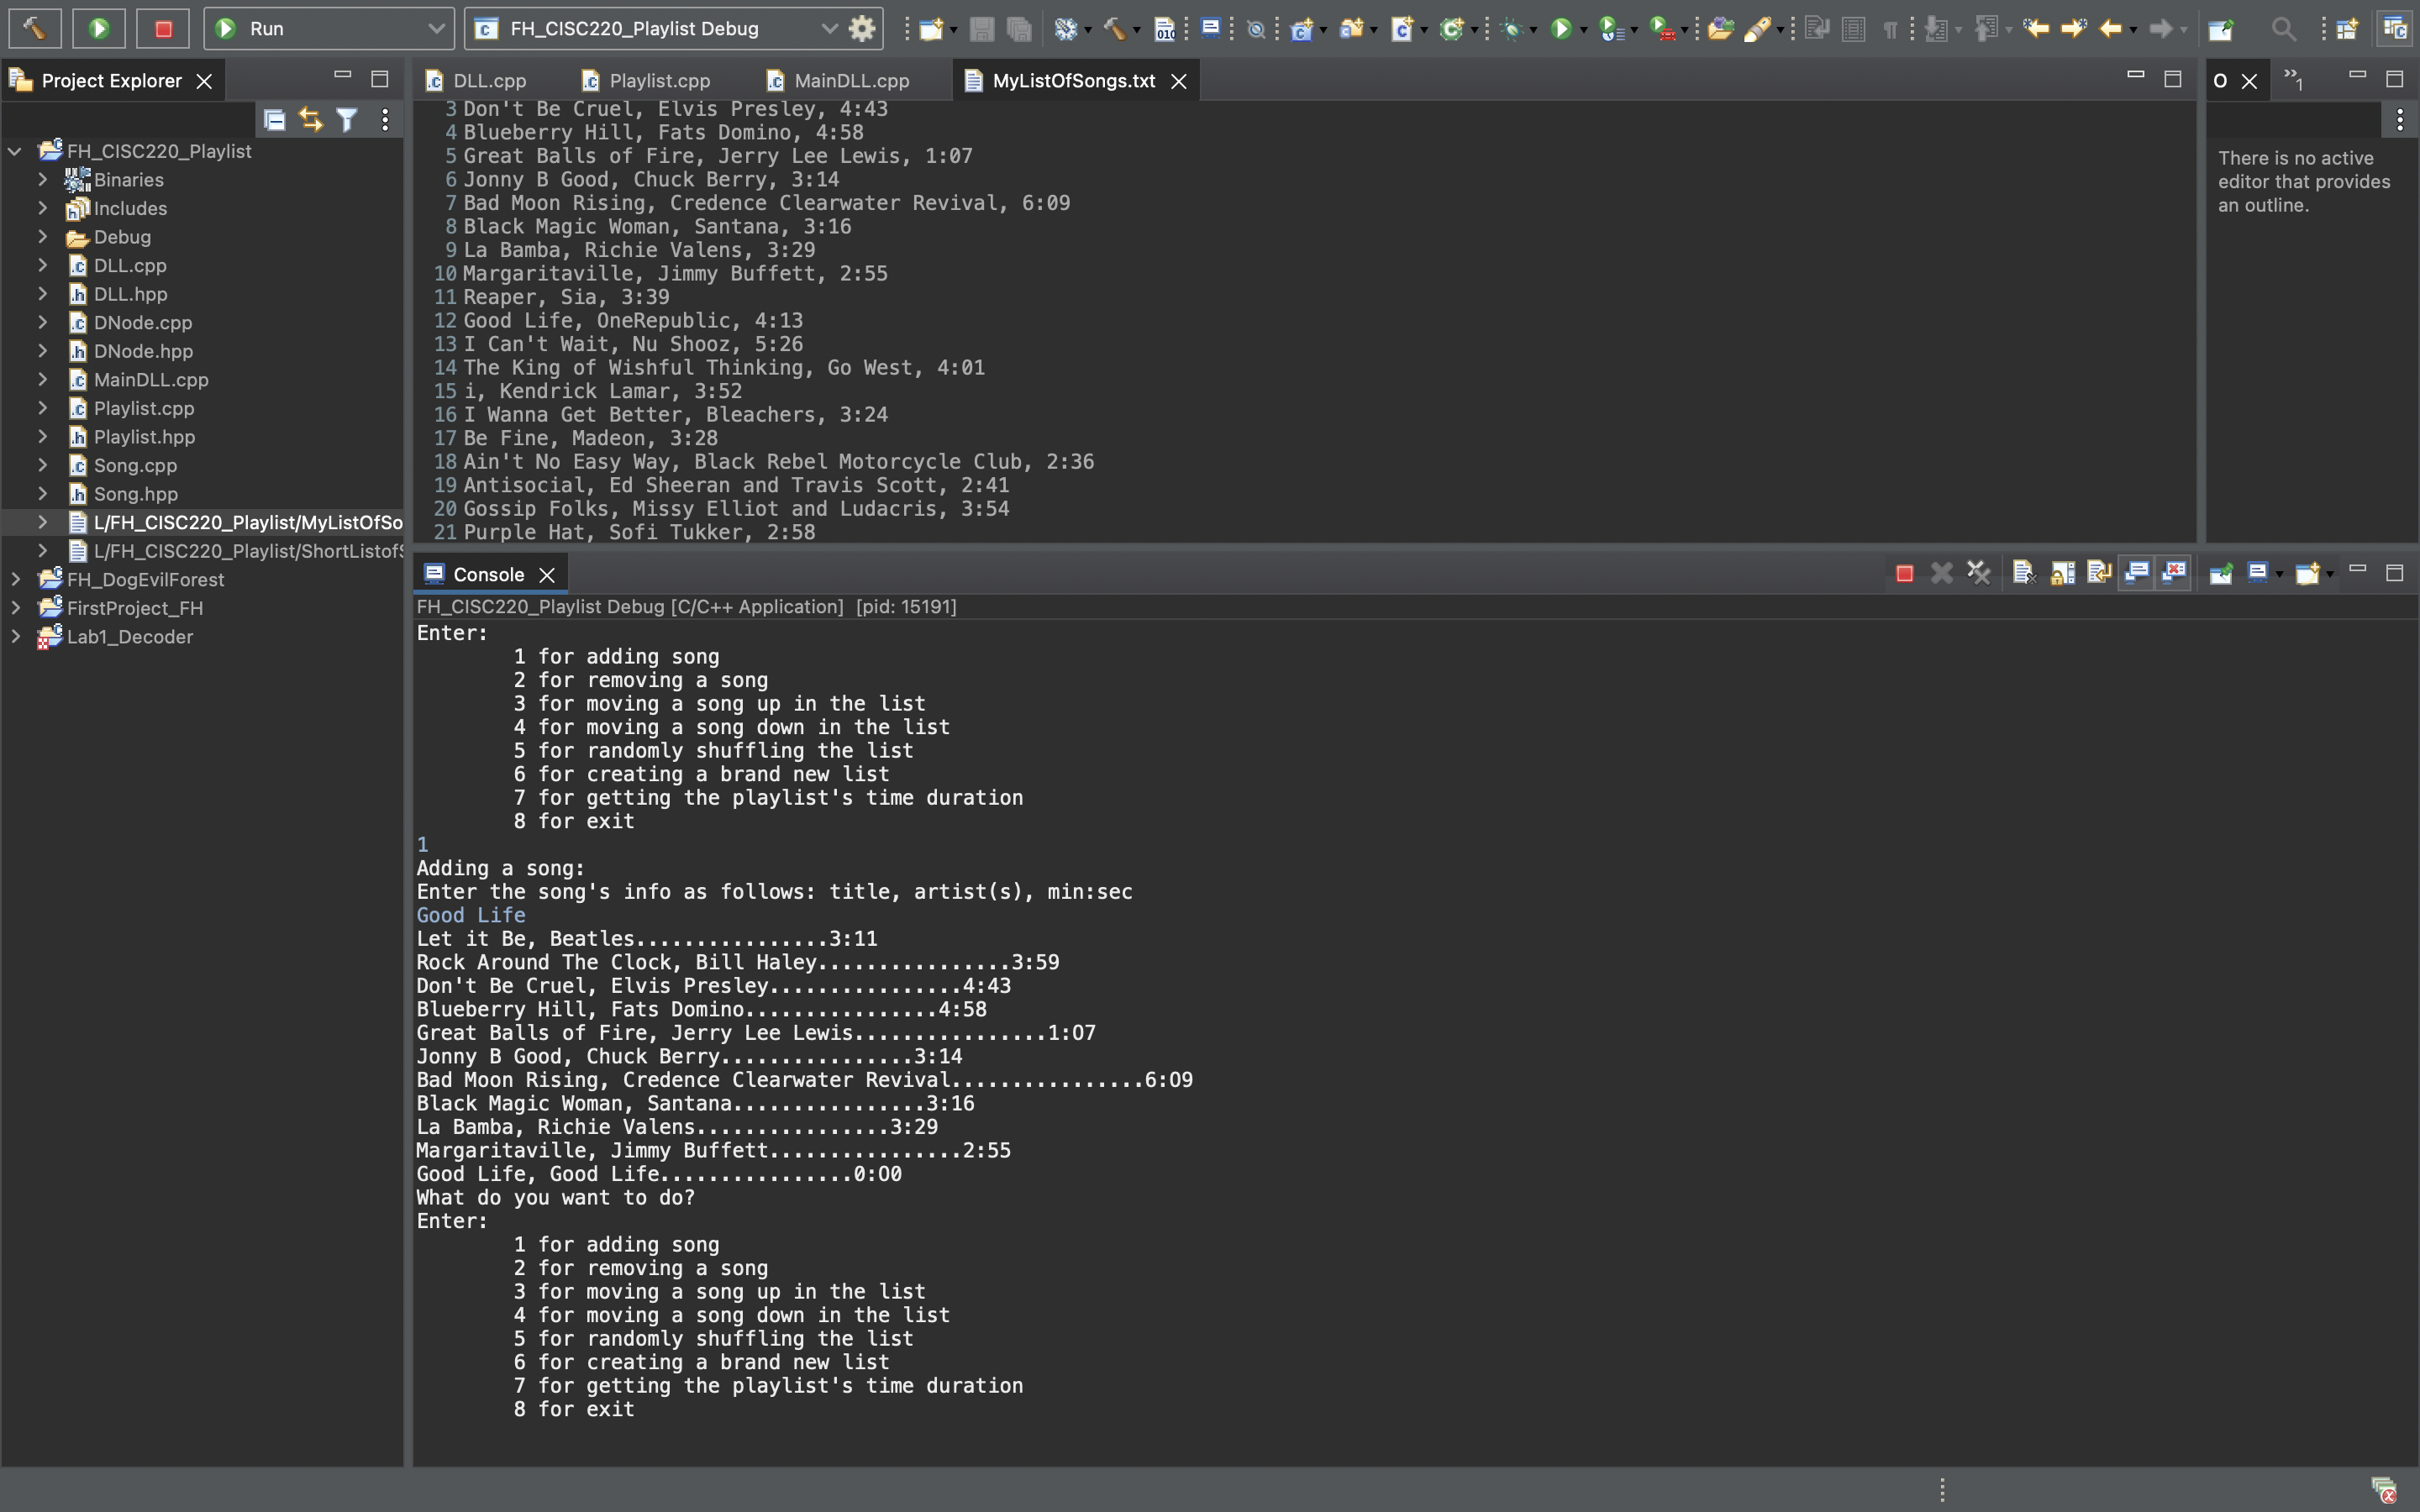 Run
FH_CISC220_Playlist Debug
Project Explorer
DLL.cpp
Playlist.cpp
MainDLL.cpp
MyListOfSongs.txt
O
»1
FH_CISC220_Playlist
Binaries
Includes
Debug
DLL.cpp
DLL.hpp
DNode.cpp
DNode.hpp
MainDLL.cpp
Playlist.cpp
Playlist.hpp
Song.cpp
Song.hpp
L/FH_CISC220_Playlist/MyListOfSo
L/FH_CISC220_Playlist/ShortListofS
FH_DogEvilForest
FirstProject_FH
Lab1_Decoder
3 Don't Be Cruel, Elvis Presley, 4:43
4 Blueberry Hill, Fats Domino, 4:58
5 Great Balls of Fire, Jerry Lee Lewis, 1:07
6 Jonny B Good, Chuck Berry, 3:14
7 Bad Moon Rising, Credence Clearwater Revival, 6:09
8 Black Magic Woman, Santana, 3:16
9 La Bamba, Richie Valens, 3:29
10 Margaritaville, Jimmy Buffett, 2:55
11 Reaper, Sia, 3:39
12 Good Life, OneRepublic, 4:13
13 I Can't Wait, Nu Shooz, 5:26
14 The King of Wishful Thinking, Go West, 4:01
15 i, Kendrick Lamar, 3:52
16 I Wanna Get Better, Bleachers, 3:24
17 Be Fine, Madeon, 3:28
18 Ain't No Easy Way, Black Rebel Motorcycle Club, 2:36
19 Antisocial, Ed Sheeran and Travis Scott, 2:41
20 Gossip Folks, Missy Elliot and Ludacris, 3:54
21 Purple Hat, Sofi Tukker, 2:58
There is no active
editor that provides
an outline.
Console
FH_CISC220_Playlist Debug [C/C++ Application] [pid: 15191]
Enter:
1 for adding song
2 for removing a song
3 for moving a song up in the list
4 for moving a song down in the list
5 for randomly shuffling the list
6 for creating a brand new list
7 for getting the playlist's time duration
8 for exit
1
Adding a song:
Enter the song's info as follows: title, artist(s), min:sec
Good Life
Let it Be, Beatles................3:11
Rock Around The Clock, Bill Haley................3:59
Don't Be Cruel, Elvis Presley................4:43
Blueberry Hill, Fats Domino................4:58
Great Balls of Fire, Jerry Lee Lewis................1:07
Jonny B Good, Chuck Berry................3:14
Bad Moon Rising, Credence Clearwater Revival................6:09
Black Magic Woman, Santana................3:16
La Bamba, Richie Valens................3:29
Margaritaville, Jimmy Buffett................2:55
Good Life, Good Life................0:00
What do you want to do?
Enter:
1 for adding song
2 for removing a song
3 for moving a song up in the list
4 for moving a song down in the list
5 for randomly shuffling the list
6 for creating a brand new list
7 for getting the playlist's time duration
8 for exit